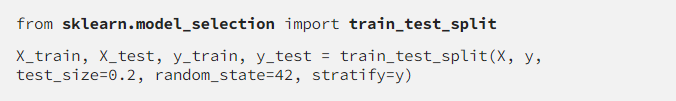 from sklearn.model_selection import train_test_split
X_train, X_test, y_train, y_test = train_test_split(X, y,
test_size=0.2, random_state=42, stratify=y)